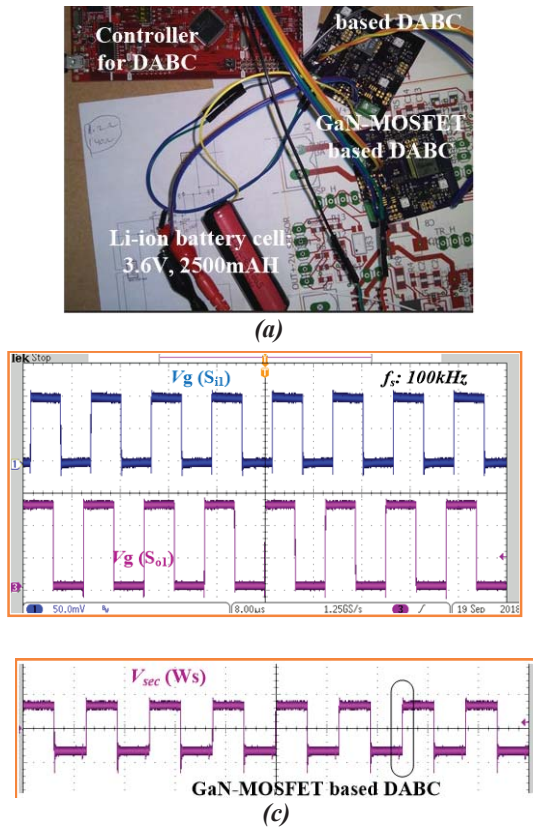 Controller
for DABC
based DABC
GaN-MOSFET
based DABC
Li-ion battery cell:
3.6V, 2500mAH
(a)
Tek Stop
Vg (Si1)
fs: 100kHz
1
Vg (So1)
3
1 50.0mV 8.00µs 1.25GS/s 3 19 Sep 2018
Vsec (Ws)
GaN-MOSFET based DABC
(c)